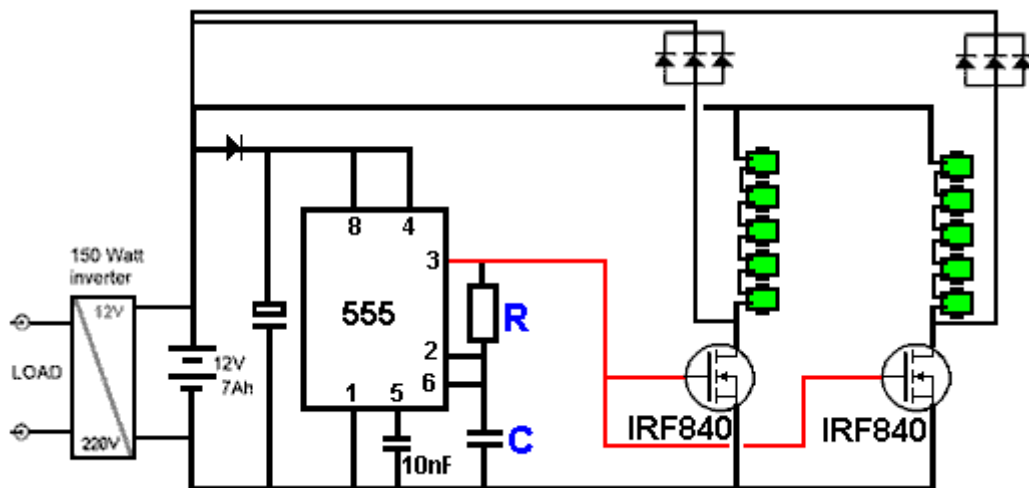 8 4
3
150 Watt
inverter
12V
555
R
LOAD
12V
7Ah
2
6
1 5
220V
10nF
C
IRF840
IRF840